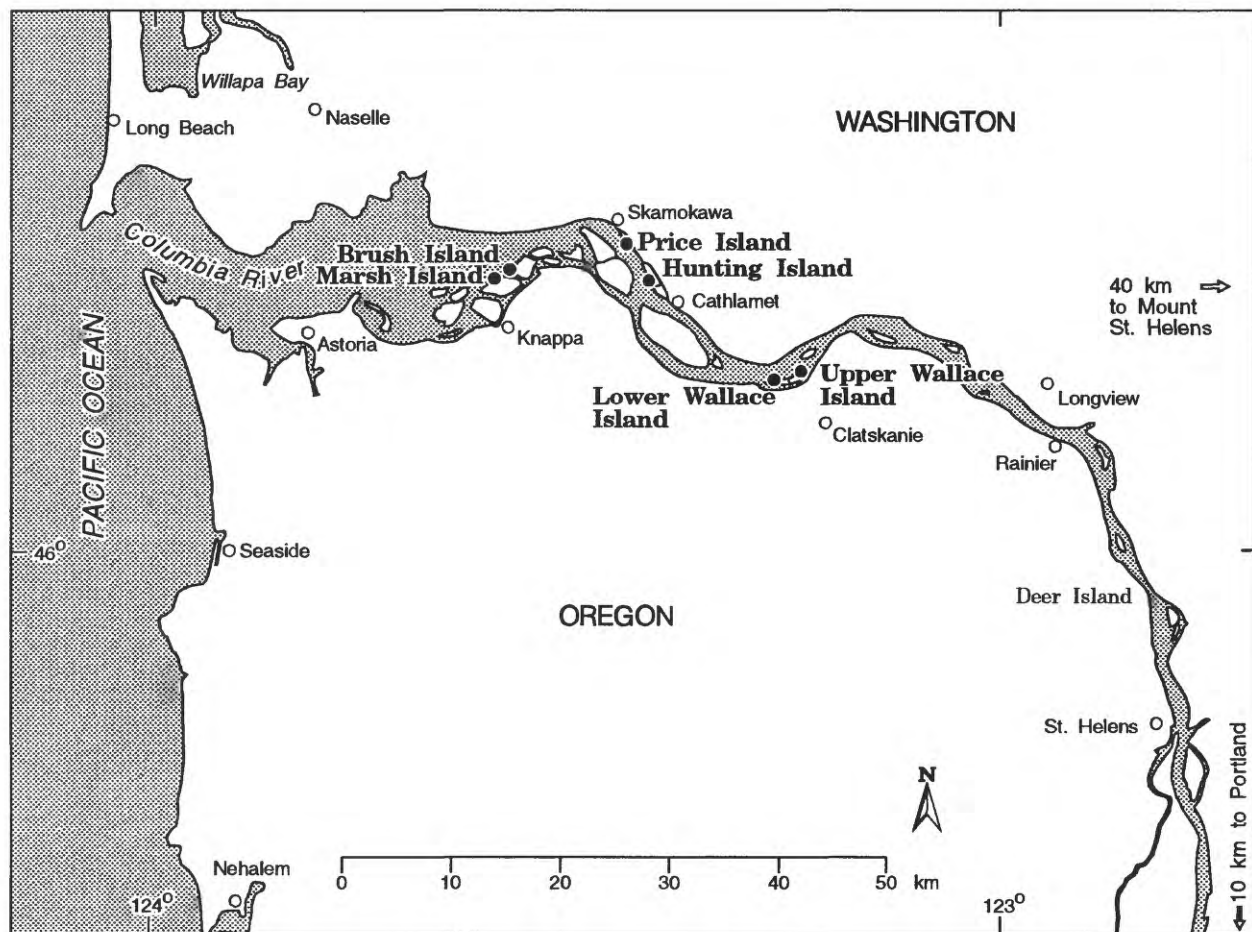 Willapa Bay
Long Beach
Naselle
WASHINGTON
Skamokawa
Columbia River
Brush Island
Marsh Island
Price Island
Hunting Island
Cathlamet
40 km
to Mount
St. Helens
Astoria
Knappa
PACIFIC OCEAN
Lower Wallace
Island
Upper Wallace
Island
Longview
Clatskanie
Rainier
46°
Seaside
Deer Island
OREGON
St. Helens
N
10 km to Portland
Nehalem
0 10 20 30 40 50 km
124°
123°